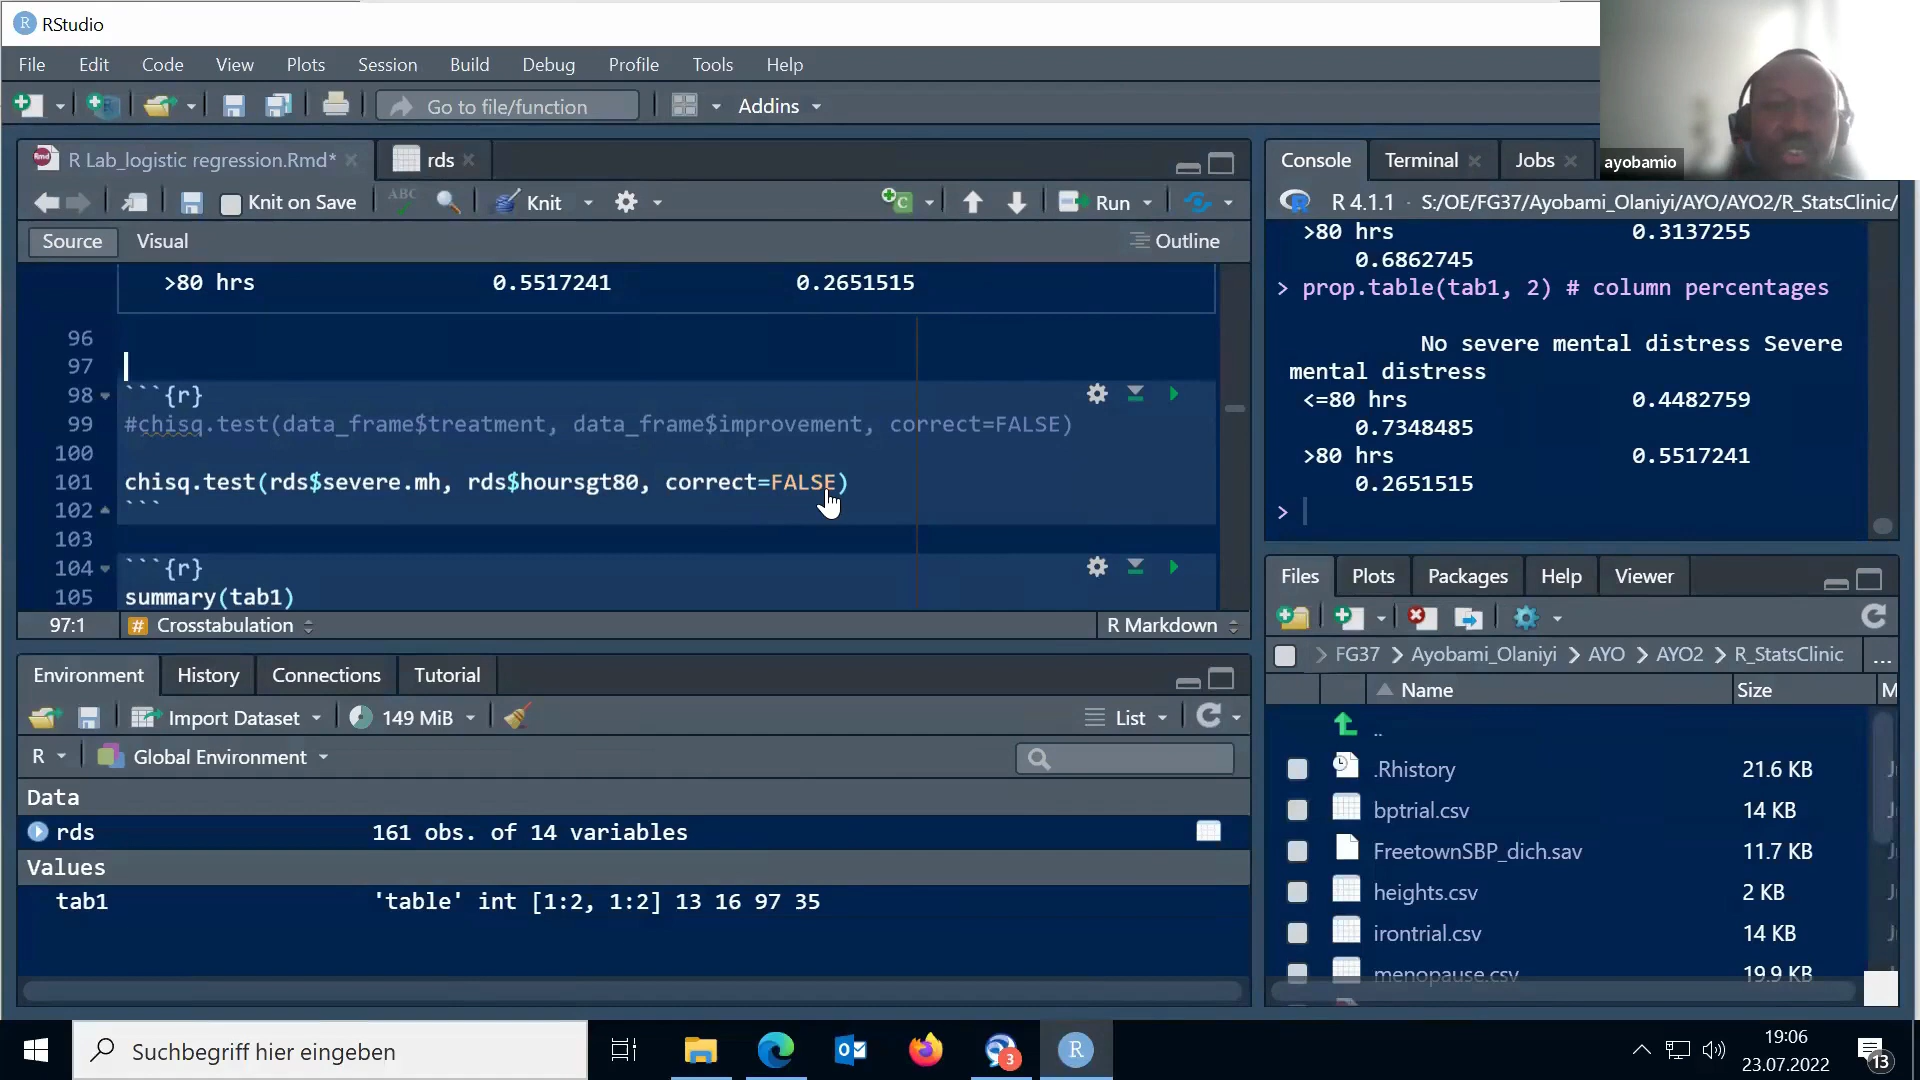 RStudio
File Edit Code View Plots Session Build Debug Profile Tools Help
Go to file/function
Addins
R Lab_logistic regression.Rmd*
rds
Knit on Save
ABC
Knit
Run
Source
Visual
Outline
>80 hrs 0.5517241 0.2651515
96
97
98 ```{r}
99 #chisq.test(data_frame$treatment, data_frame$improvement, correct=FALSE)
100
101 chisq.test(rds$severe.mh, rds$hoursgt80, correct=FALSE)
102 ```
103
104 ```{r}
105 summary(tab1)
97:1
# Crosstabulation
R Markdown
Environment History Connections Tutorial
Import Dataset
149 MiB
List
R
Global Environment
Data
rds 161 obs. of 14 variables
Values
tab1 'table' int [1:2, 1:2] 13 16 97 35
ayobamio
Console Terminal Jobs
R 4.1.1 S:/OE/FG37/Ayobami_Olaniyi/AYO/AYO2/R_StatsClinic/
>80 hrs 0.3137255
0.6862745
> prop.table(tab1, 2) # column percentages
No severe mental distress Severe
mental distress
<=80 hrs 0.4482759
0.7348485
>80 hrs 0.5517241
0.2651515
>
Files Plots Packages Help Viewer
FG37 Ayobami_Olaniyi AYO AYO2 R_StatsClinic ...
Name Size M
..
.Rhistory 21.6 KB
bptrial.csv 14 KB
FreetownSBP_dich.sav 11.7 KB
heights.csv 2 KB
irontrial.csv 14 KB
menopause.csv 19.9 KB
Suchbegriff hier eingeben
3
R
19:06
23.07.2022
13